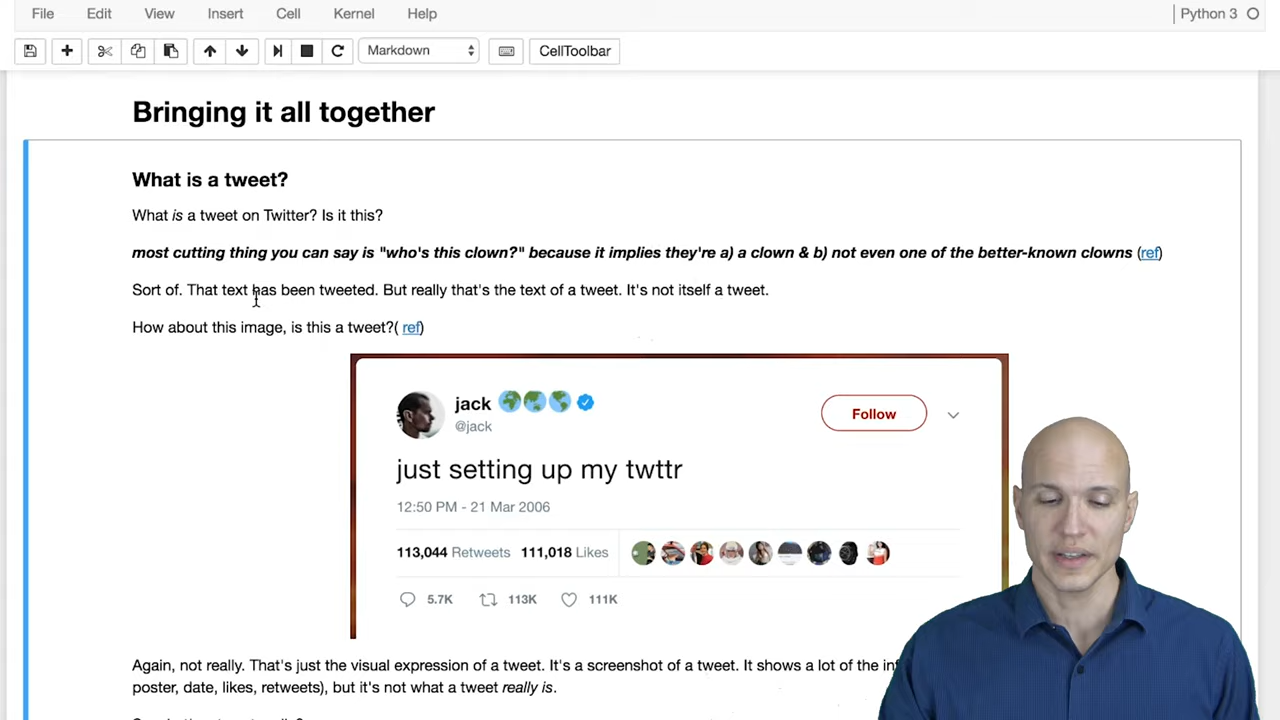 File Edit View Insert Cell Kernel Help Python 3
Markdown CellToolbar
Bringing it all together
What is a tweet?
What is a tweet on Twitter? Is it this?
most cutting thing you can say is "who's this clown?" because it implies they're a) a clown & b) not even one of the better-known clowns (ref)
Sort of. That text has been tweeted. But really that's the text of a tweet. It's not itself a tweet.
How about this image, is this a tweet?( ref)
jack
@jack
Follow
just setting up my twttr
12:50 PM - 21 Mar 2006
113,044 Retweets 111,018 Likes
5.7K 113K 111K
Again, not really. That's just the visual expression of a tweet. It's a screenshot of a tweet. It shows a lot of the
poster, date, likes, retweets), but it's not what a tweet really is.